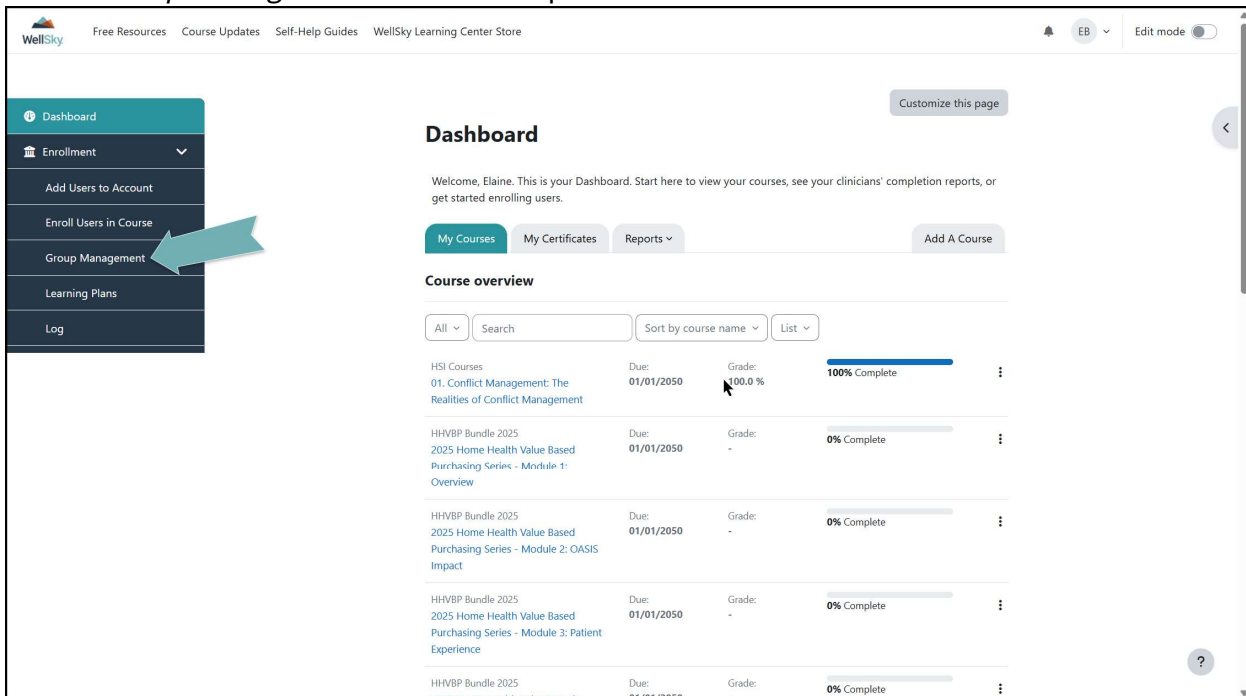 WellSky
Free Resources Course Updates Self-Help Guides WellSky Learning Center Store
EB Edit mode
Dashboard
Enrollment
Add Users to Account
Enroll Users in Course
Group Management
Learning Plans
Log
Customize this page
Dashboard
Welcome, Elaine. This is your Dashboard. Start here to view your courses, see your clinicians' completion reports, or
get started enrolling users.
My Courses My Certificates Reports Add A Course
Course overview
All Search Sort by course name List
HSI Courses Due: Grade:
01. Conflict Management: The 01/01/2050 100.0 % 100% Complete
Realities of Conflict Management
HHVBP Bundle 2025 Due: Grade:
2025 Home Health Value Based 01/01/2050 - 0% Complete
Purchasing Series - Module 1:
Overview
HHVBP Bundle 2025 Due: Grade:
2025 Home Health Value Based 01/01/2050 - 0% Complete
Purchasing Series - Module 2: OASIS
Impact
HHVBP Bundle 2025 Due: Grade:
2025 Home Health Value Based 01/01/2050 - 0% Complete
Purchasing Series - Module 3: Patient
Experience
HHVBP Bundle 2025 Due: Grade:
0% Complete
?